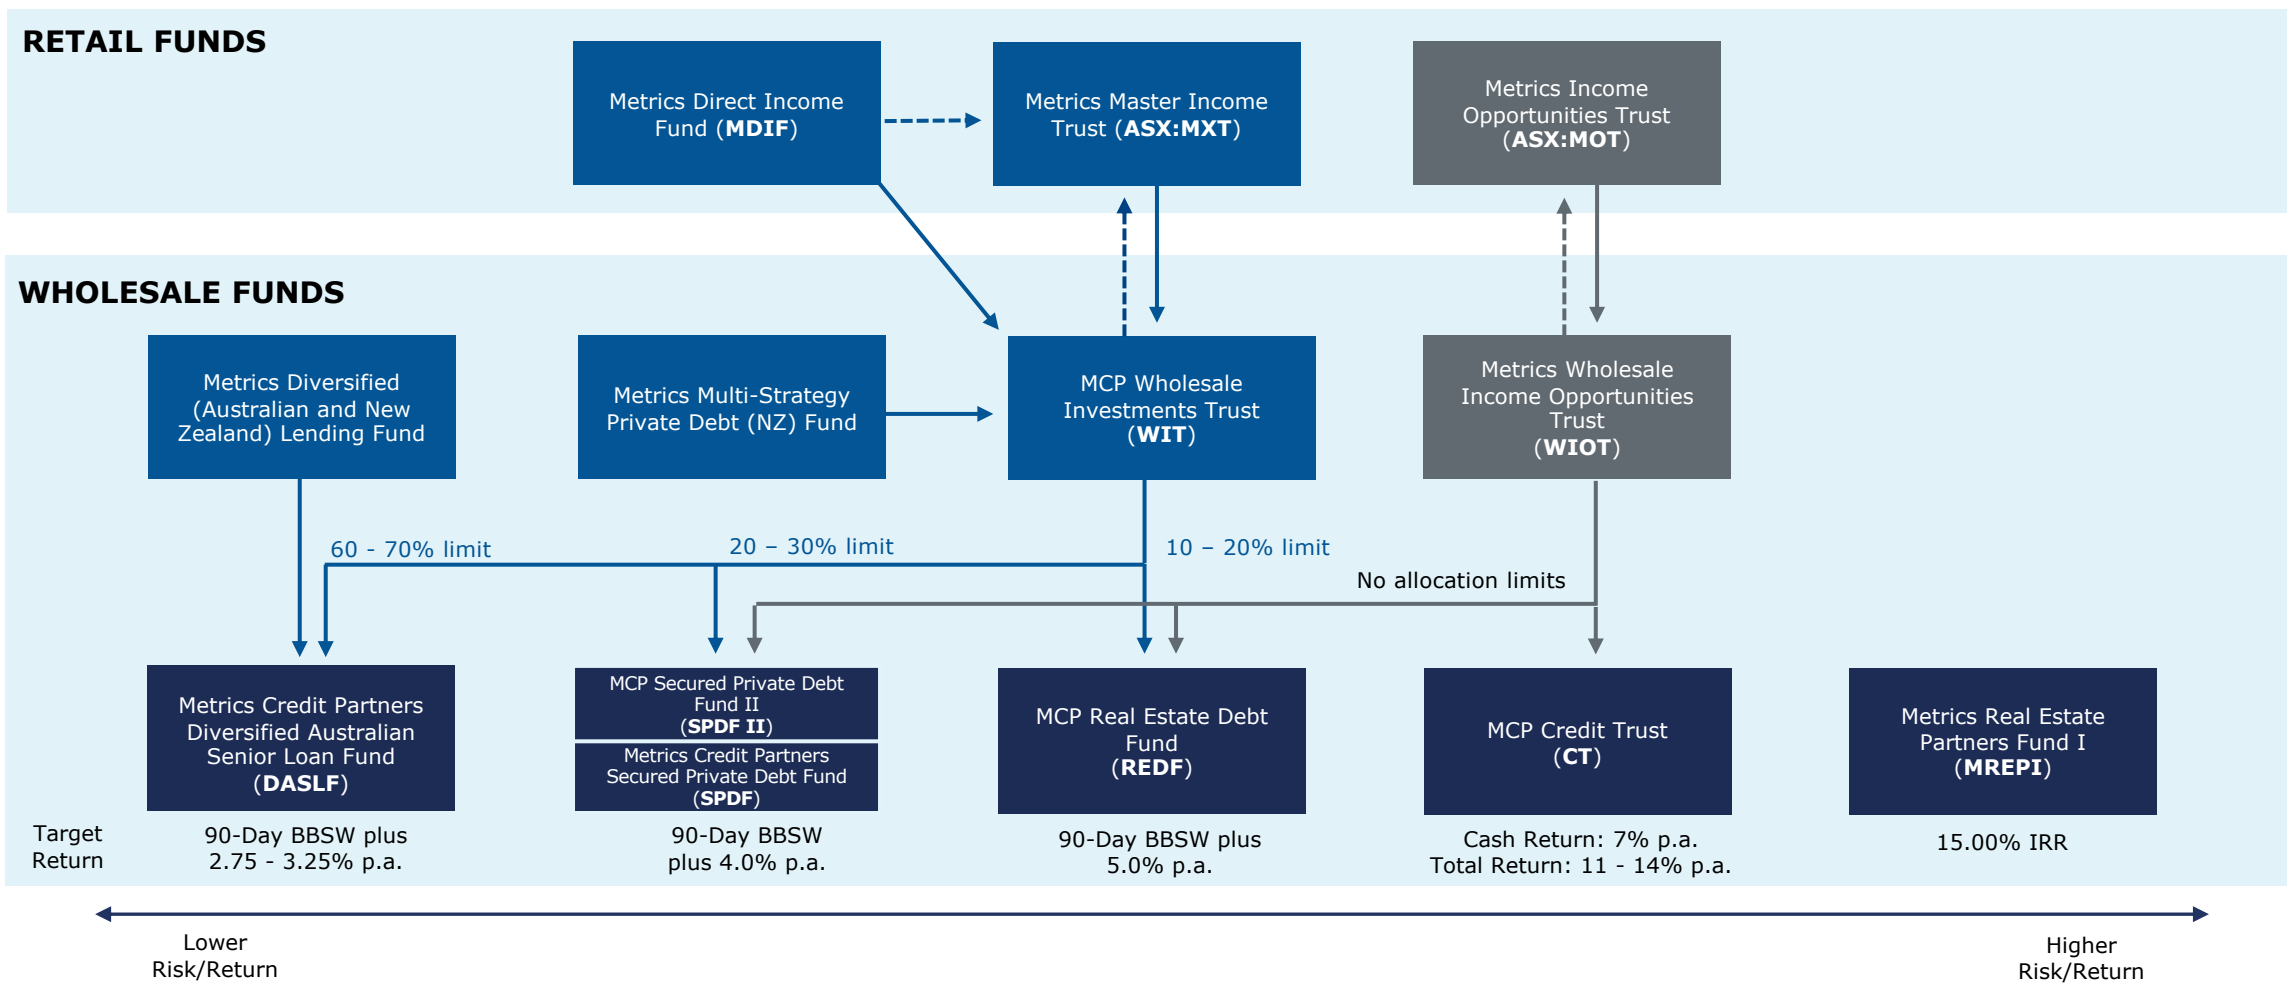 RETAIL FUNDS
Metrics Direct Income
Fund (MDIF)
Metrics Master Income
Trust (ASX:MXT)
Metrics Income
Opportunities Trust
(ASX:MOT)
WHOLESALE FUNDS
Metrics Diversified
(Australian and New
Zealand) Lending Fund
Metrics Multi-Strategy
Private Debt (NZ) Fund
MCP Wholesale
Investments Trust
(WIT)
Metrics Wholesale
Income Opportunities
Trust
(WIOT)
60 - 70% limit
20 – 30% limit
10 – 20% limit
No allocation limits
Metrics Credit Partners
Diversified Australian
Senior Loan Fund
(DASLF)
MCP Secured Private Debt
Fund II
(SPDF II)
Metrics Credit Partners
Secured Private Debt Fund
(SPDF)
MCP Real Estate Debt
Fund
(REDF)
MCP Credit Trust
(CT)
Metrics Real Estate
Partners Fund I
(MREPI)
Target
Return
90-Day BBSW plus
2.75 - 3.25% p.a.
90-Day BBSW
plus 4.0% p.a.
90-Day BBSW plus
5.0% p.a.
Cash Return: 7% p.a.
Total Return: 11 - 14% p.a.
15.00% IRR
Lower
Risk/Return
Higher
Risk/Return